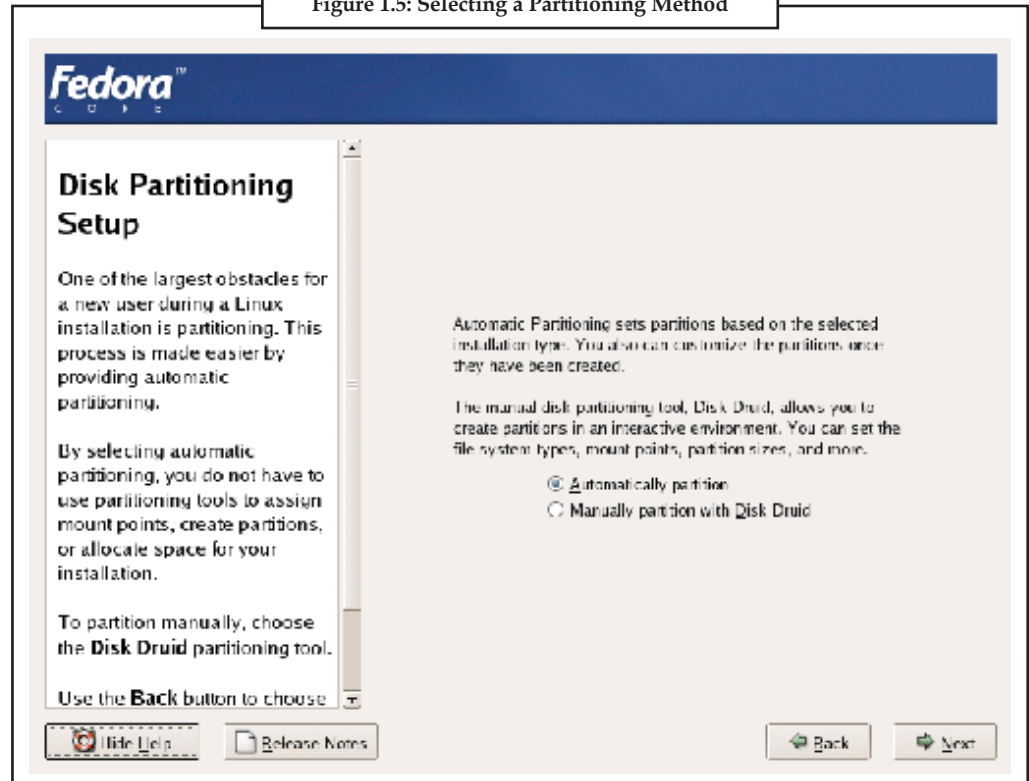 Figure 1.5: Selecting a Partitioning Method
Fedora™
CORE
Disk Partitioning
Setup
One of the largest obstacles for
a new user during a Linux
installation is partitioning. This
process is made easier by
providing automatic
partitioning.
By selecting automatic
partitioning, you do not have to
use partitioning tools to assign
mount points, create partitions,
or allocate space for your
installation.
To partition manually, choose
the Disk Druid partitioning tool.
Use the Back button to choose
Automatic Partitioning sets partitions based on the selected
installation type. You also can customize the partitions once
they have been created.
The manual disk partitioning tool, Disk Druid, allows you to
create partitions in an interactive environment. You can set the
file system types, mount points, partition sizes, and more.
Automatically partition
Manually partition with Disk Druid
Hide Help
Release Notes
Back
Next